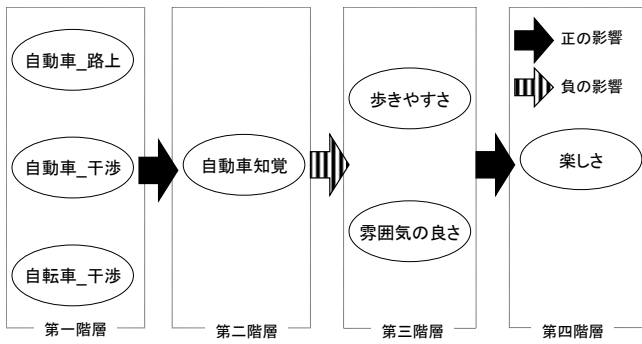 自動車_路上
自動車_干渉
自転車_干渉
第一階層
自動車知覚
第二階層
歩きやすさ
雰囲気の良さ
第三階層
正の影響
負の影響
楽しさ
第四階層